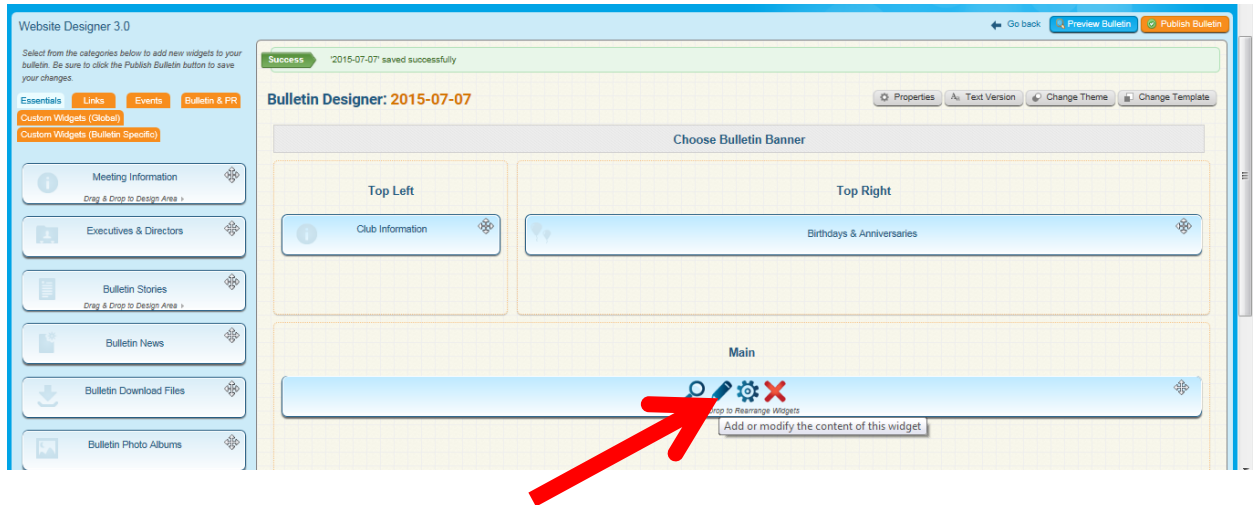 Website Designer 3.0
Go back
Preview Bulletin
Publish Bulletin
Select from the categories below to add new widgets to your
bulletin. Be sure to click the Publish Bulletin button to save
your changes.
Essentials
Links
Events
Bulletin & PR
Custom Widgets (Global)
Custom Widgets (Bulletin Specific)
Meeting Information
Drag & Drop to Design Area ›
Executives & Directors
Bulletin Stories
Drag & Drop to Design Area ›
Bulletin News
Bulletin Download Files
Bulletin Photo Albums
Success
'2015-07-07' saved successfully
Bulletin Designer: 2015-07-07
Properties
Text Version
Change Theme
Change Template
Choose Bulletin Banner
Top Left
Club Information
Top Right
Birthdays & Anniversaries
Main
to Rearrange Widgets
Add or modify the content of this widget